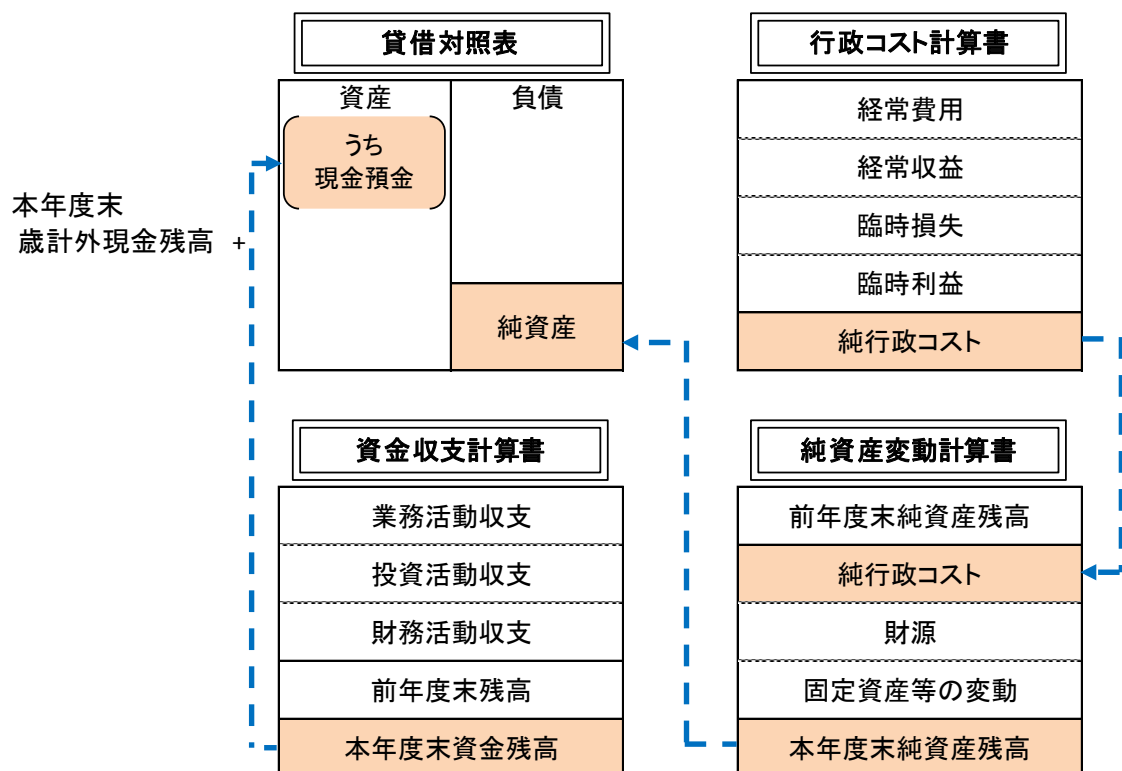 貸借対照表
資産
負債
うち
現金預金
純資産
本年度末
歳計外現金残高 +
行政コスト計算書
経常費用
経常収益
臨時損失
臨時利益
純行政コスト
資金収支計算書
業務活動収支
投資活動収支
財務活動収支
前年度末残高
本年度末資金残高
純資産変動計算書
前年度末純資産残高
純行政コスト
財源
固定資産等の変動
本年度末純資産残高